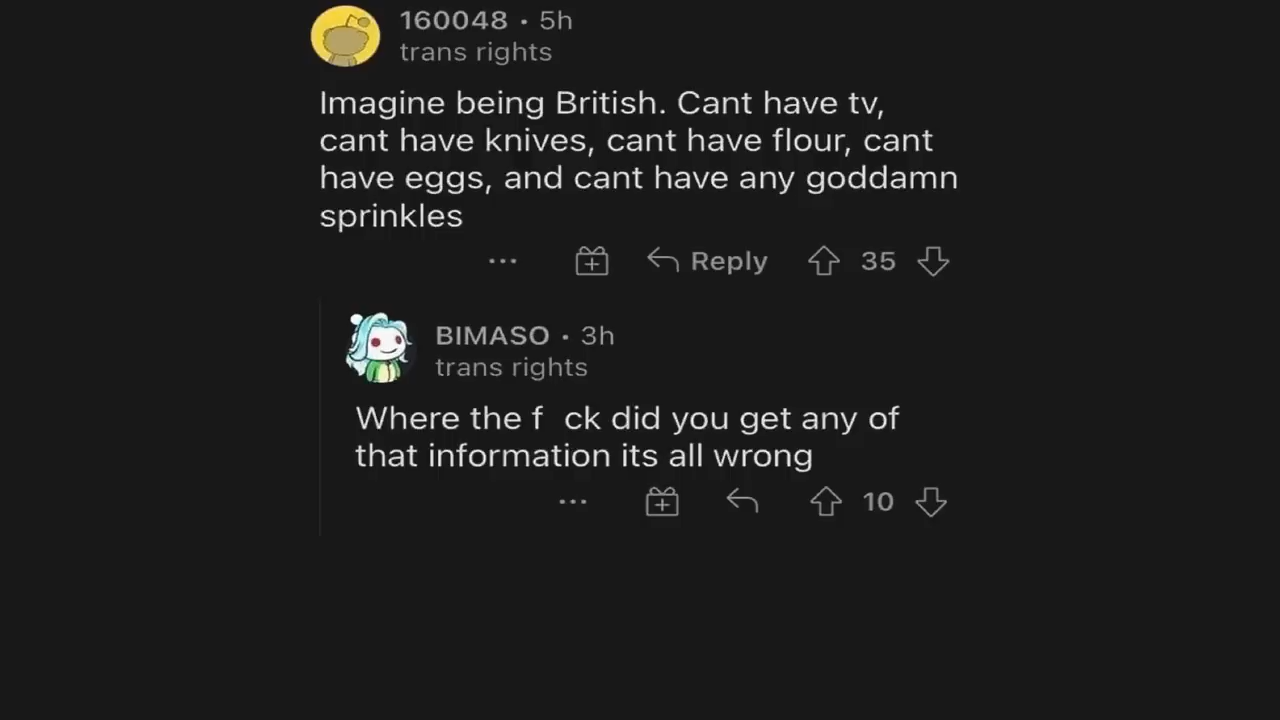 160048 · 5h
trans rights
Imagine being British. Cant have tv,
cant have knives, cant have flour, cant
have eggs, and cant have any goddamn
sprinkles
... Reply 35
BIMASO · 3h
trans rights
Where the f ck did you get any of
that information its all wrong
... 10